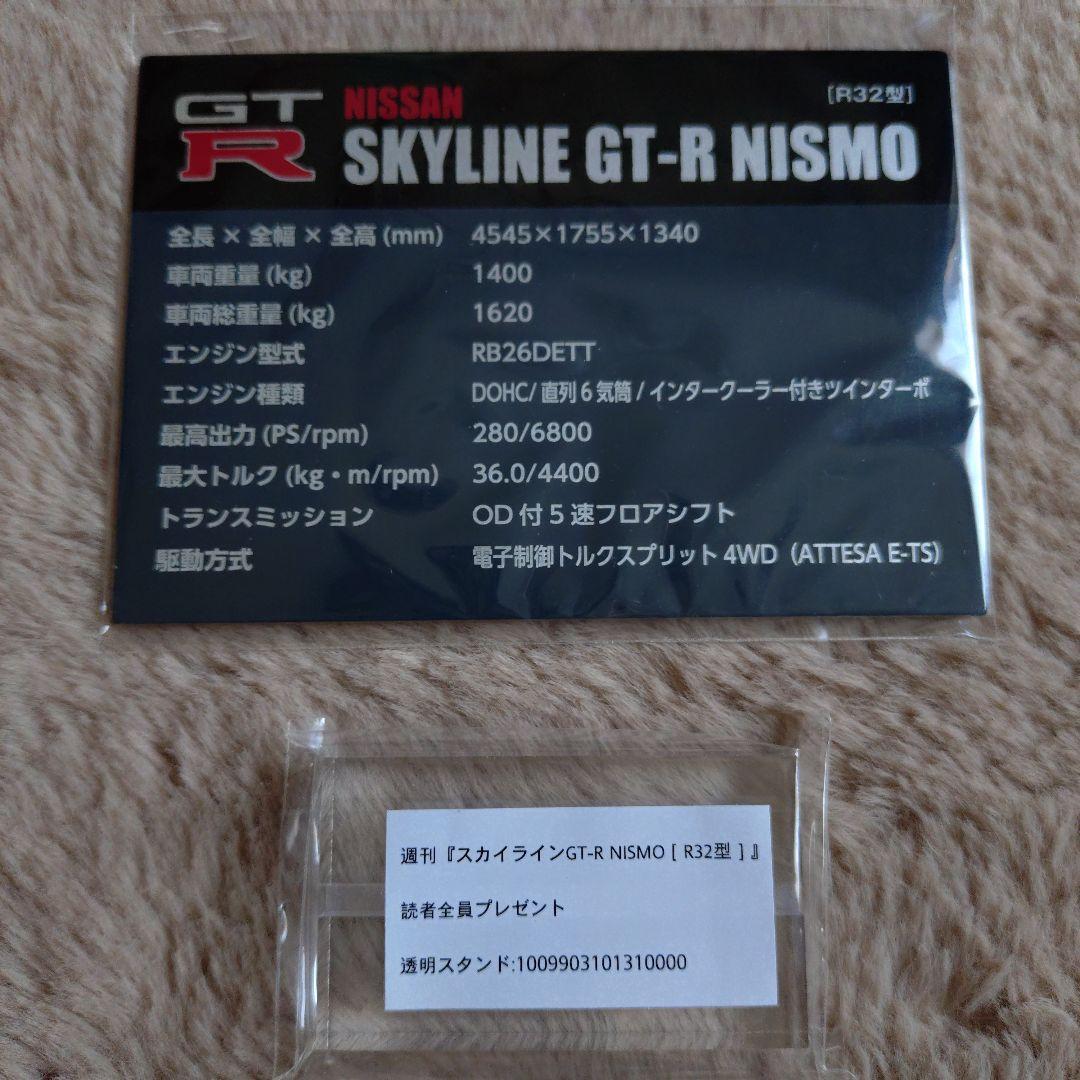 GT
R
NISSAN
[R32型]
SKYLINE GT-R NISMO
全長 × 全幅 × 全高 (mm) 4545×1755×1340
車両重量 (kg) 1400
車両総重量 (kg) 1620
エンジン型式 RB26DETT
エンジン種類 DOHC/ 直列 6 気筒 / インタークーラー付きツインターボ
最高出力 (PS/rpm) 280/6800
最大トルク (kg・m/rpm) 36.0/4400
トランスミッション OD 付 5 速フロアシフト
駆動方式 電子制御トルクスプリット 4WD (ATTESA E-TS)
週刊『スカイラインGT-R NISMO [ R32型 ] 』
読者全員プレゼント
透明スタンド:1009903101310000